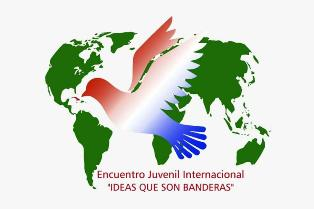 Encuentro Juvenil Internacional
"IDEAS QUE SON BANDERAS"